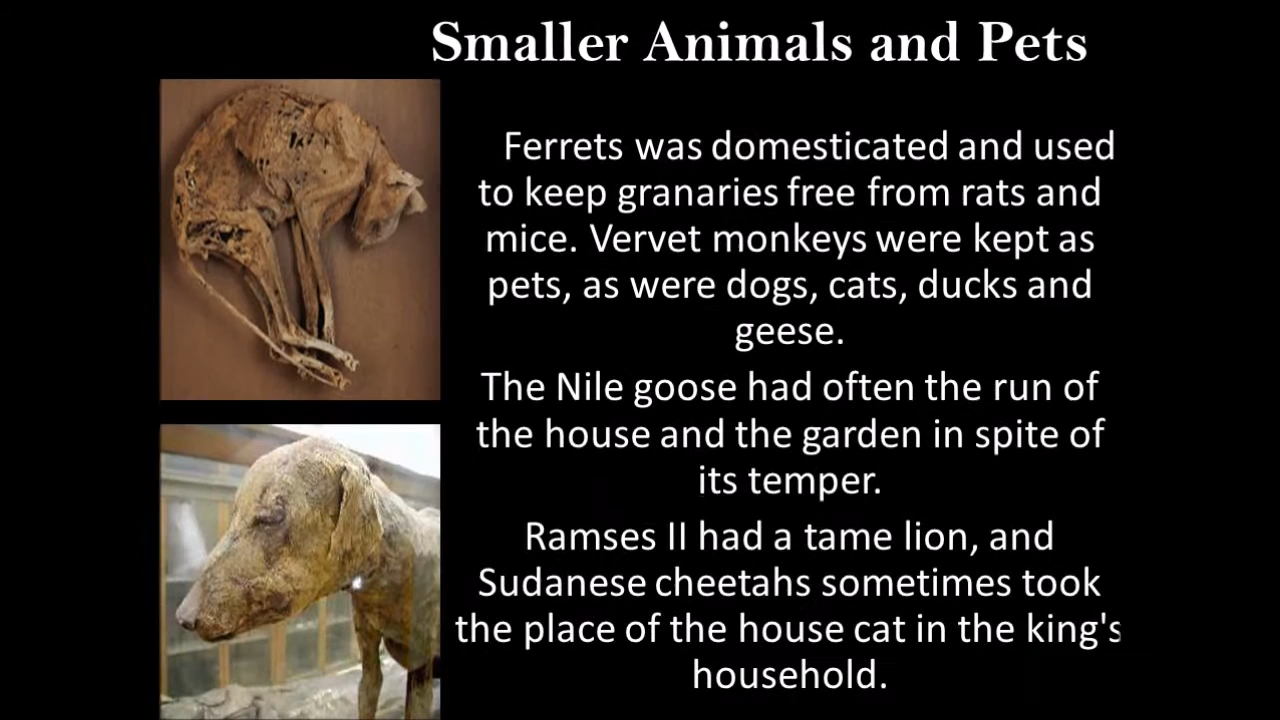 Smaller Animals and Pets
Ferrets was domesticated and used
to keep granaries free from rats and
mice. Vervet monkeys were kept as
pets, as were dogs, cats, ducks and
geese.
The Nile goose had often the run of
the house and the garden in spite of
its temper.
Ramses II had a tame lion, and
Sudanese cheetahs sometimes took
the place of the house cat in the king's
household.